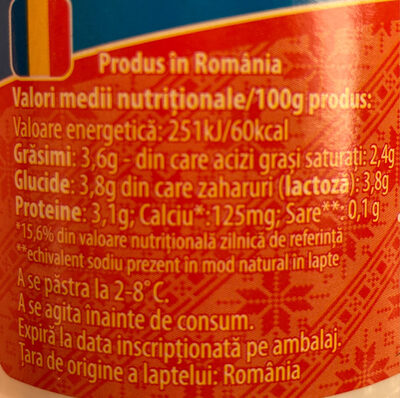 Produs în România
Valori medii nutriționale/100g produs:
Valoare energetică: 251kJ/60kcal
Grăsimi: 3,6g - din care acizi grași saturați: 2,4g
Glucide: 3,8g din care zaharuri (lactoză): 3,8g
Proteine: 3,1g; Calciu*:125mg; Sare**: 0,1 g
*15,6% din valoare nutrițională zilnică de referință
**echivalent sodiu prezent în mod natural în lapte
A se păstra la 2-8°C.
A se agita inainte de consum.
Expiră la data inscripționată pe ambalaj.
Țara de origine a laptelui: România